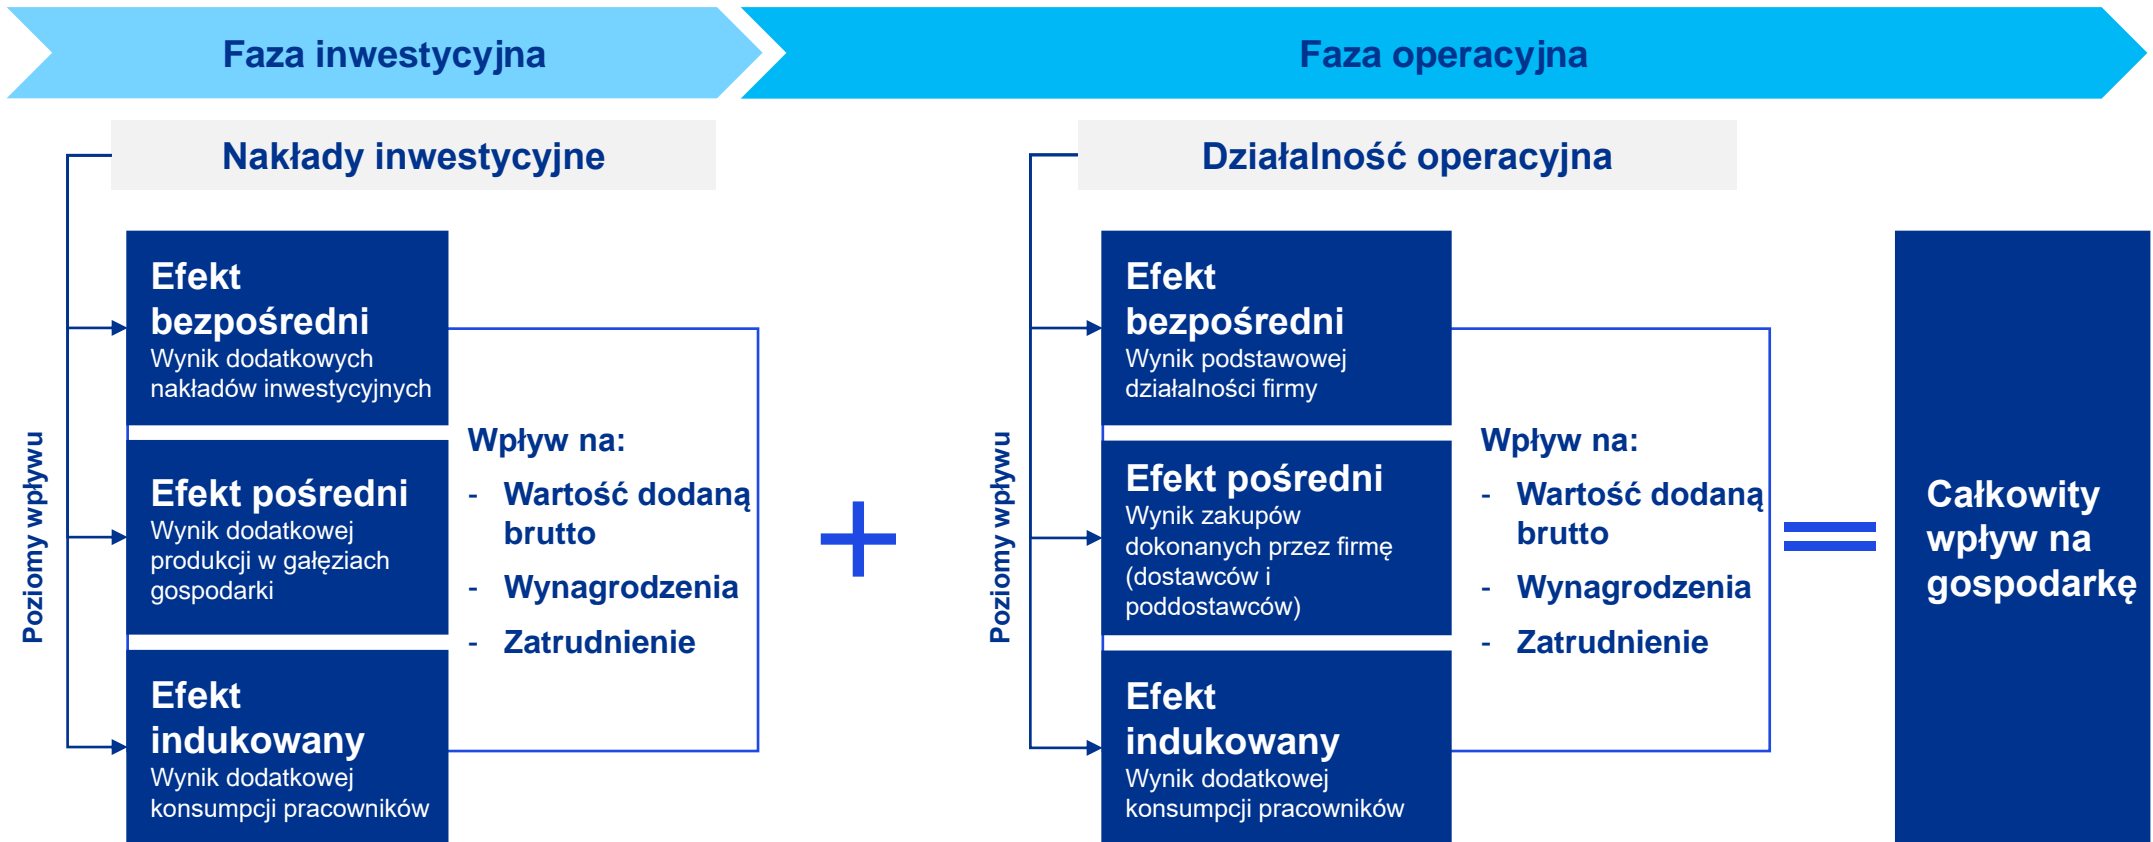 Faza inwestycyjna
Faza operacyjna
Nakłady inwestycyjne
Poziomy wpływu
Efekt
bezpośredni
Wynik dodatkowych
nakładów inwestycyjnych
Efekt pośredni
Wynik dodatkowej
produkcji w gałęziach
gospodarki
Efekt
indukowany
Wynik dodatkowej
konsumpcji pracowników
Wpływ na:
- Wartość dodaną
brutto
- Wynagrodzenia
- Zatrudnienie
+
Działalność operacyjna
Poziomy wpływu
Efekt
bezpośredni
Wynik podstawowej
działalności firmy
Efekt pośredni
Wynik zakupów
dokonanych przez firmę
(dostawców i
poddostawców)
Efekt
indukowany
Wynik dodatkowej
konsumpcji pracowników
Wpływ na:
- Wartość dodaną
brutto
- Wynagrodzenia
- Zatrudnienie
=
Całkowity
wpływ na
gospodarkę